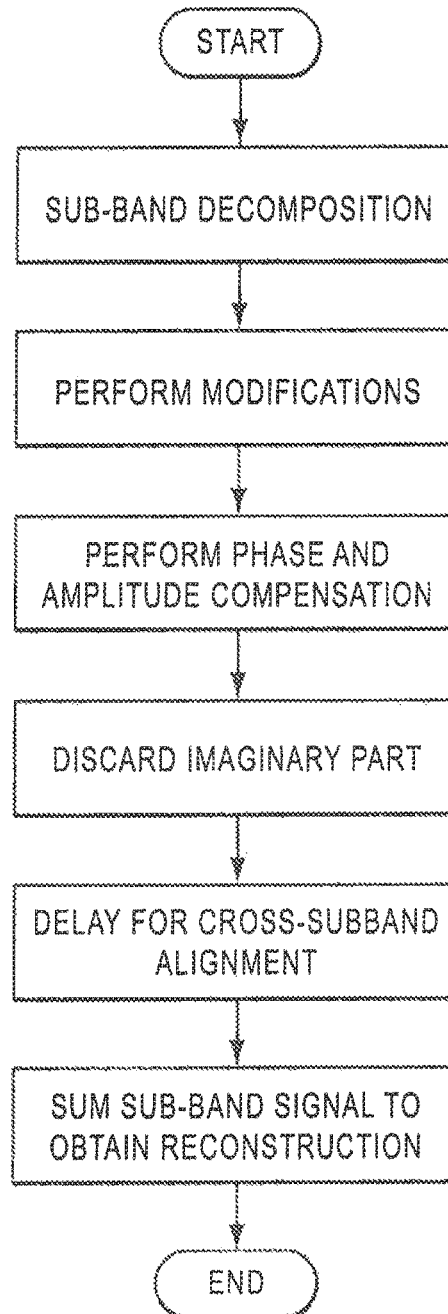 START
SUB-BAND DECOMPOSITION
PERFORM MODIFICATIONS
PERFORM PHASE AND
AMPLITUDE COMPENSATION
DISCARD IMAGINARY PART
DELAY FOR CROSS-SUBBAND
ALIGNMENT
SUM SUB-BAND SIGNAL TO
OBTAIN RECONSTRUCTION
END